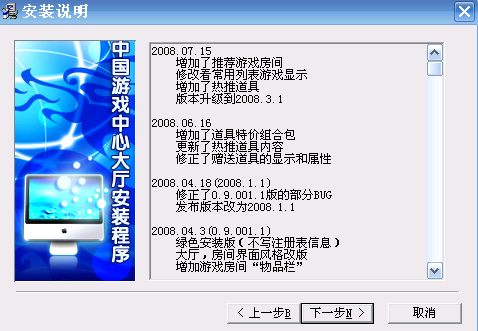 安装说明
中国游戏中心大厅安装程序
2008.07.15
增加了推荐游戏房间
修改看常用列表游戏显示
增加了热推道具
版本升级到2008.3.1
2008.06.16
增加了道具特价组合包
更新了热推道具内容
修正了赠送道具的显示和属性
2008.04.18(2008.1.1)
修正了0.9.001.1版的部分BUG
发布版本改为2008.1.1
2008.04.3(0.9.001.1)
绿色安装版(不写注册表信息)
大厅,房间界面风格改版
增加游戏房间“物品栏”
< 上一步B
下一步N >
取消